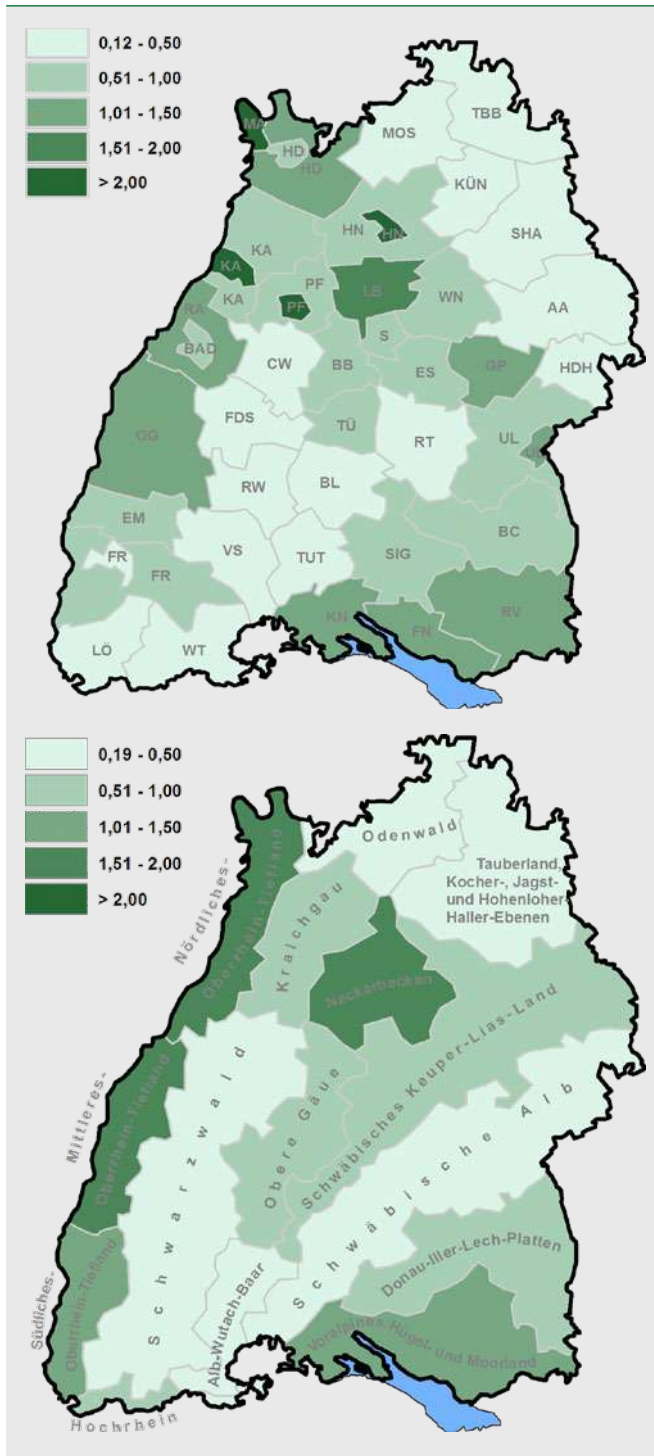 0,12 - 0,50
0,51 - 1,00
1,01 - 1,50
1,51 - 2,00
> 2,00
MA
HD
HD
MOS
TBB
KÜN
SHA
HN
HN
KA
KA
KA
PF
PF
LB
WN
AA
RA
BAD
CW
S
BB
ES
GP
HDH
FDS
TÜ
RT
UL
UL
OG
RW
BL
EM
FR
FR
VS
TUT
SIG
BC
LÖ
WT
KN
FN
RV
0,19 - 0,50
0,51 - 1,00
1,01 - 1,50
1,51 - 2,00
> 2,00
Odenwald
Tauberland,
Kocher-, Jagst-
und Hohenloher-
Haller-Ebenen
Nördliches-
Oberrhein-Tiefland
Kraichgau
Neckarbecken
Schwäbisches Keuper-Lias-Land
Mittleres-
Oberrhein-Tiefland
Schwarzwald
Obere Gäue
Schwäbische Alb
Donau-Iller-Lech-Platten
Südliches-
Oberrhein-Tiefland
Alb-Wutach-Baar
Voralpines Hügel- und Moorland
Hochrhein